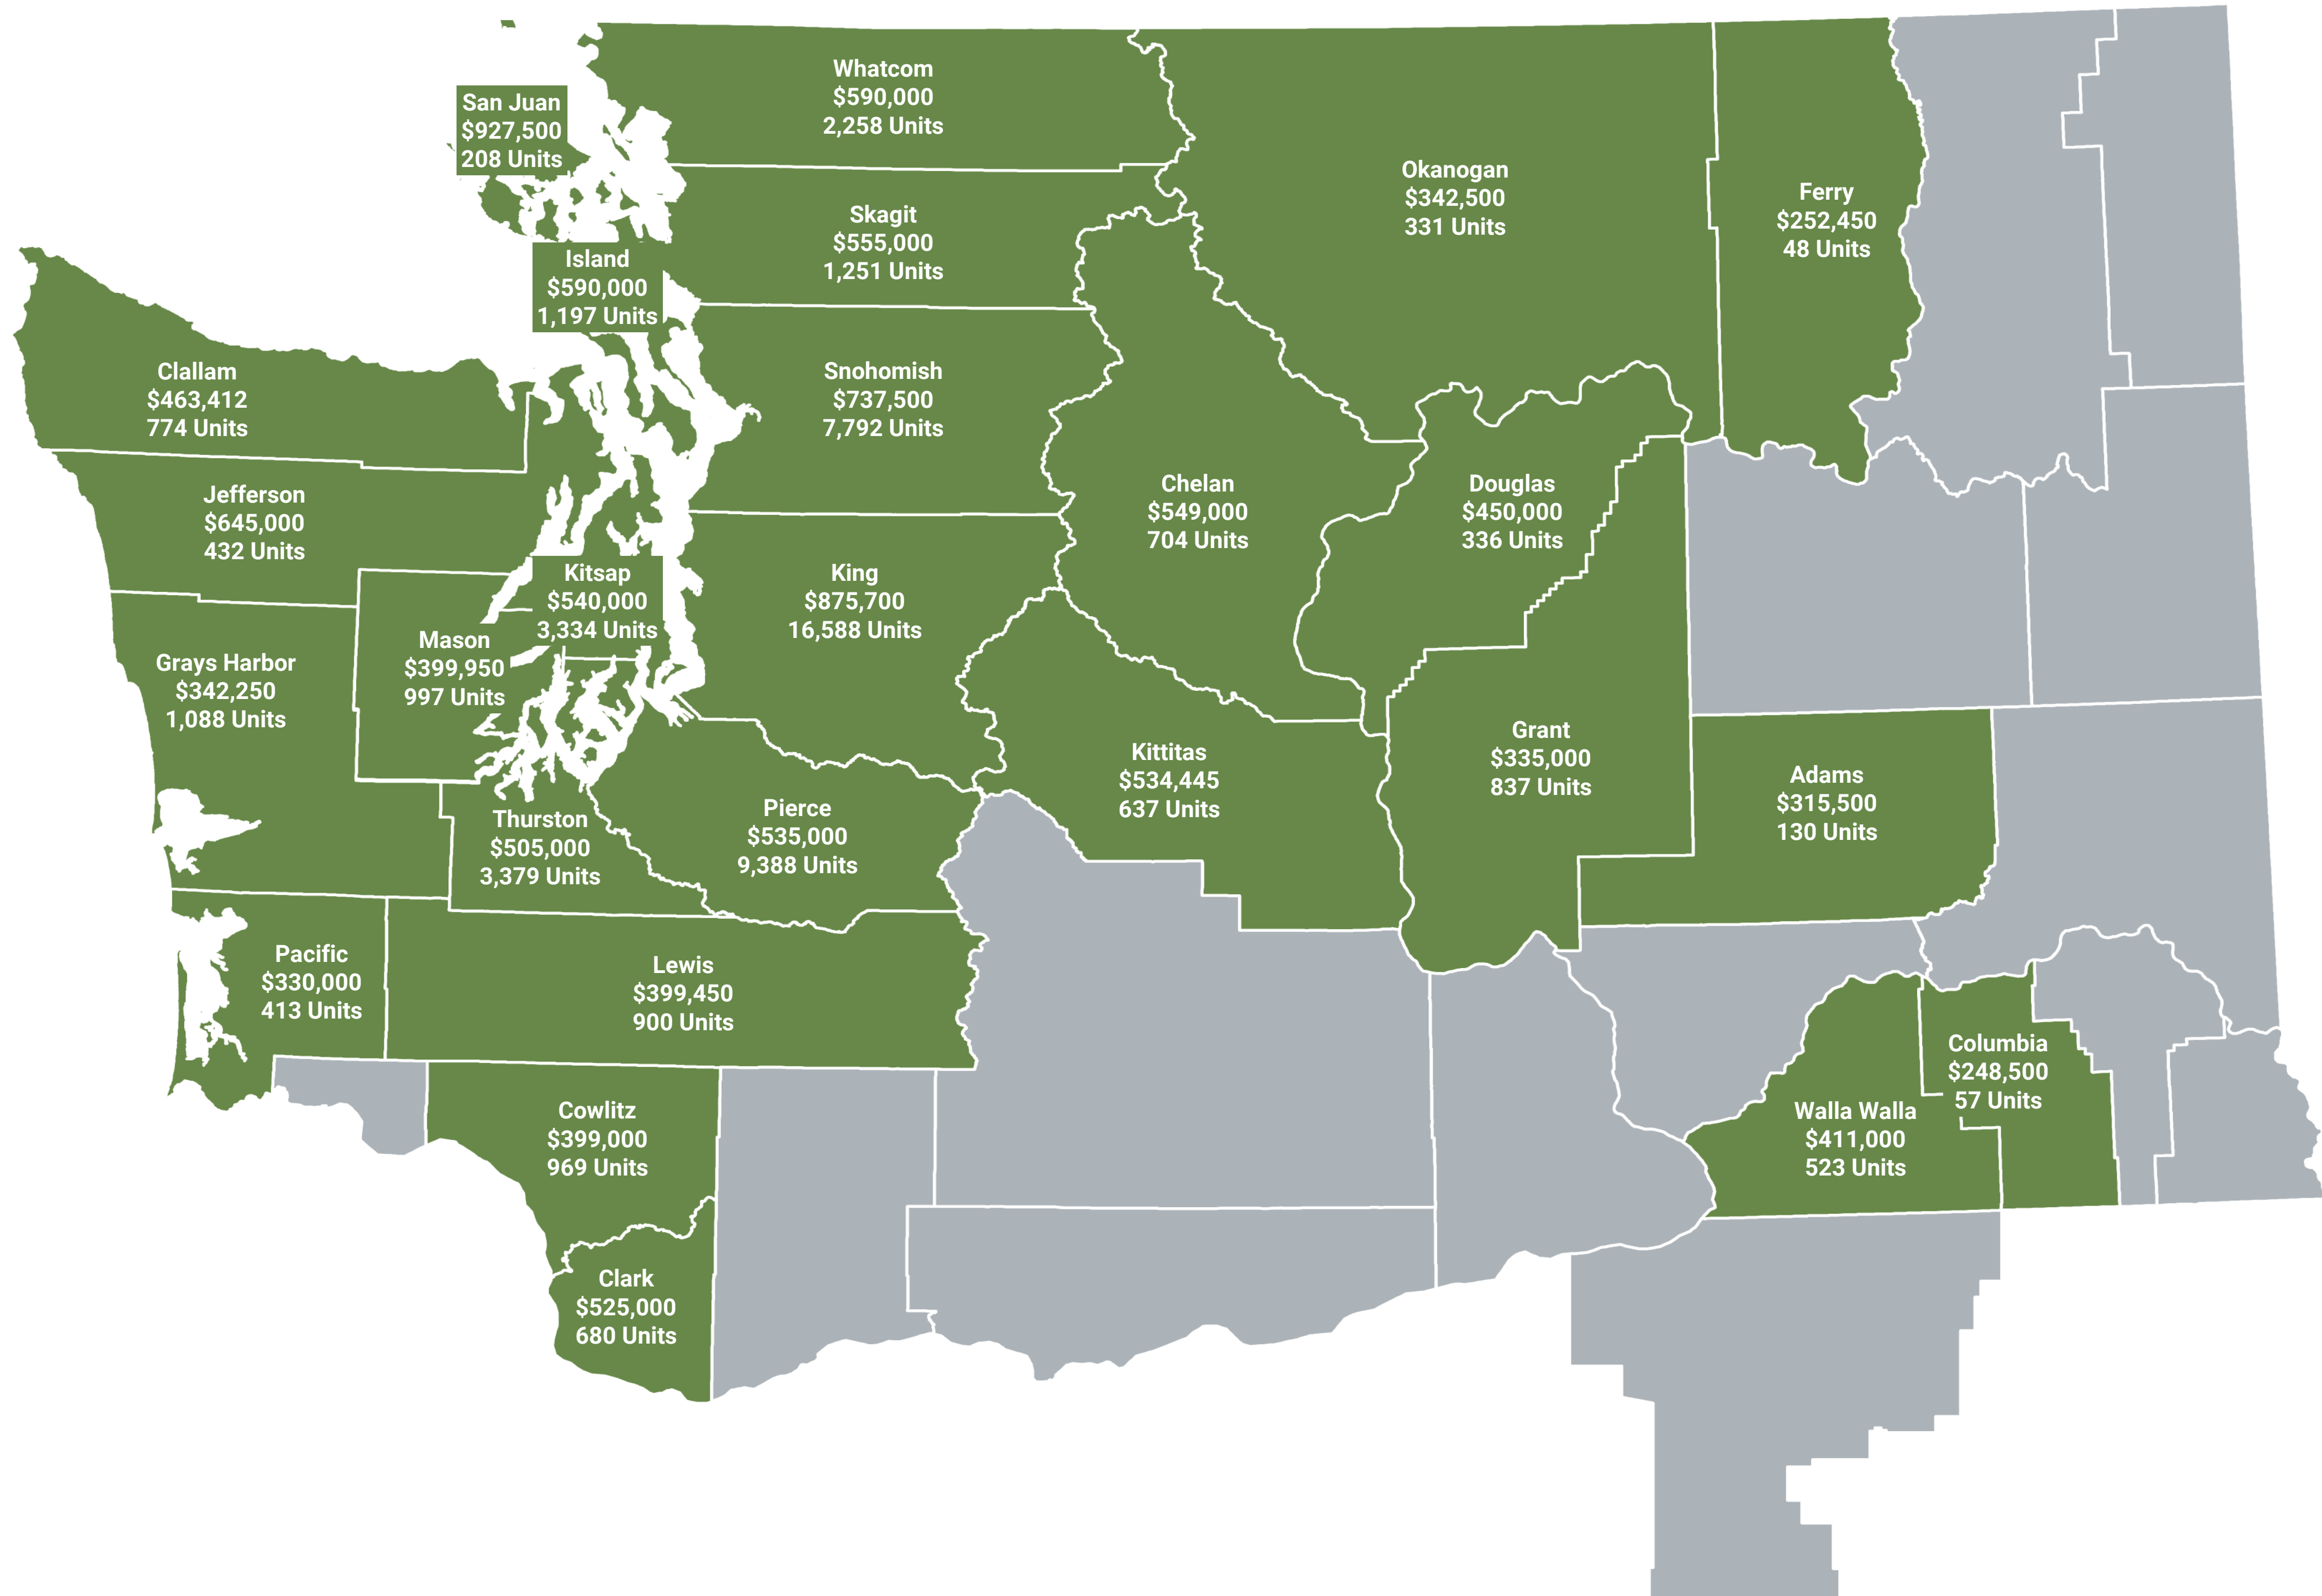 Whatcom
$590,000
2,258 Units
San Juan
$927,500
208 Units
Okanogan
$342,500
331 Units
Ferry
$252,450
48 Units
Skagit
$555,000
1,251 Units
Island
$590,000
1,197 Units
Clallam
$463,412
774 Units
Snohomish
$737,500
7,792 Units
Chelan
$549,000
704 Units
Douglas
$450,000
336 Units
Jefferson
$645,000
432 Units
Kitsap
$540,000
3,334 Units
King
$875,700
16,588 Units
Mason
$399,950
997 Units
Grays Harbor
$342,250
1,088 Units
Grant
$335,000
837 Units
Kittitas
$534,445
637 Units
Adams
$315,500
130 Units
Pierce
$535,000
9,388 Units
Thurston
$505,000
3,379 Units
Pacific
$330,000
413 Units
Lewis
$399,450
900 Units
Columbia
$248,500
57 Units
Walla Walla
$411,000
523 Units
Cowlitz
$399,000
969 Units
Clark
$525,000
680 Units